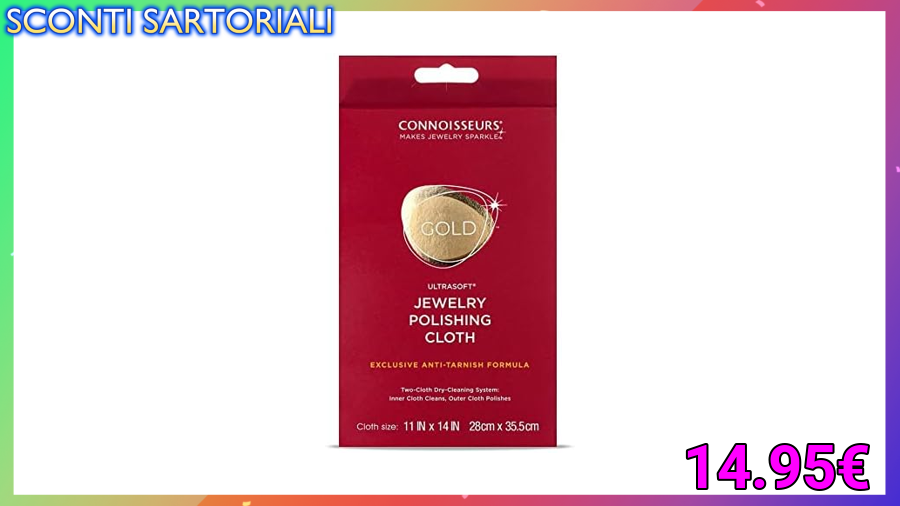 SCONTI SARTORIALI
CONNOISSEURS
MAKES JEWELRY SPARKLE
GOLD
ULTRASOFT®
JEWELRY
POLISHING
CLOTH
EXCLUSIVE ANTI-TARNISH FORMULA
Two-Cloth Dry-Cleaning System:
Inner Cloth Cleans, Outer Cloth Polishes
Cloth size: 11 IN x 14 IN 28cm x 35.5cm
14.95€